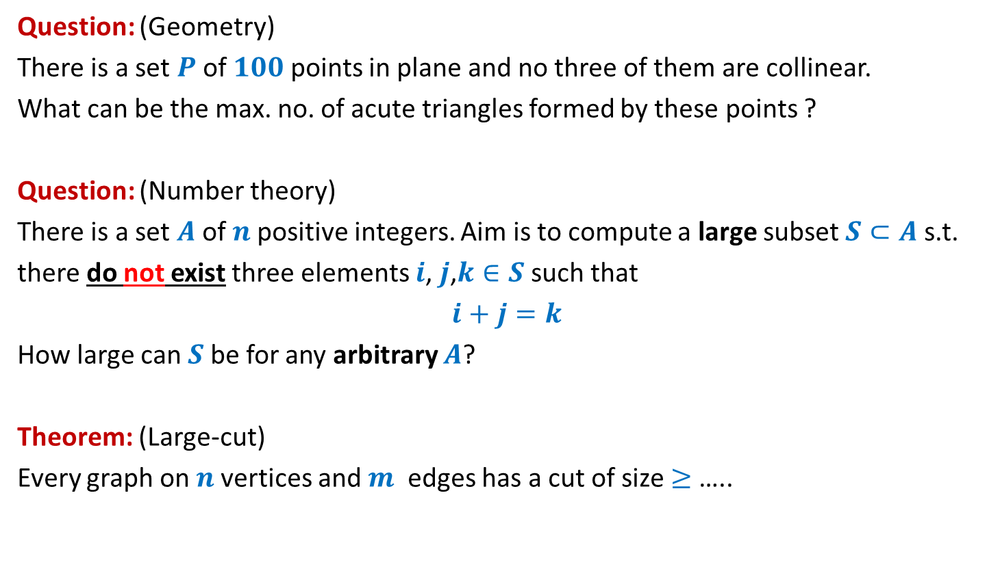 Question: (Geometry)
There is a set P of 100 points in plane and no three of them are collinear.
What can be the max. no. of acute triangles formed by these points ?
Question: (Number theory)
There is a set A of n positive integers. Aim is to compute a large subset S ⊂ A s.t.
there do not exist three elements i, j,k ∈ S such that
i + j = k
How large can S be for any arbitrary A?
Theorem: (Large-cut)
Every graph on n vertices and m edges has a cut of size ≥ …..